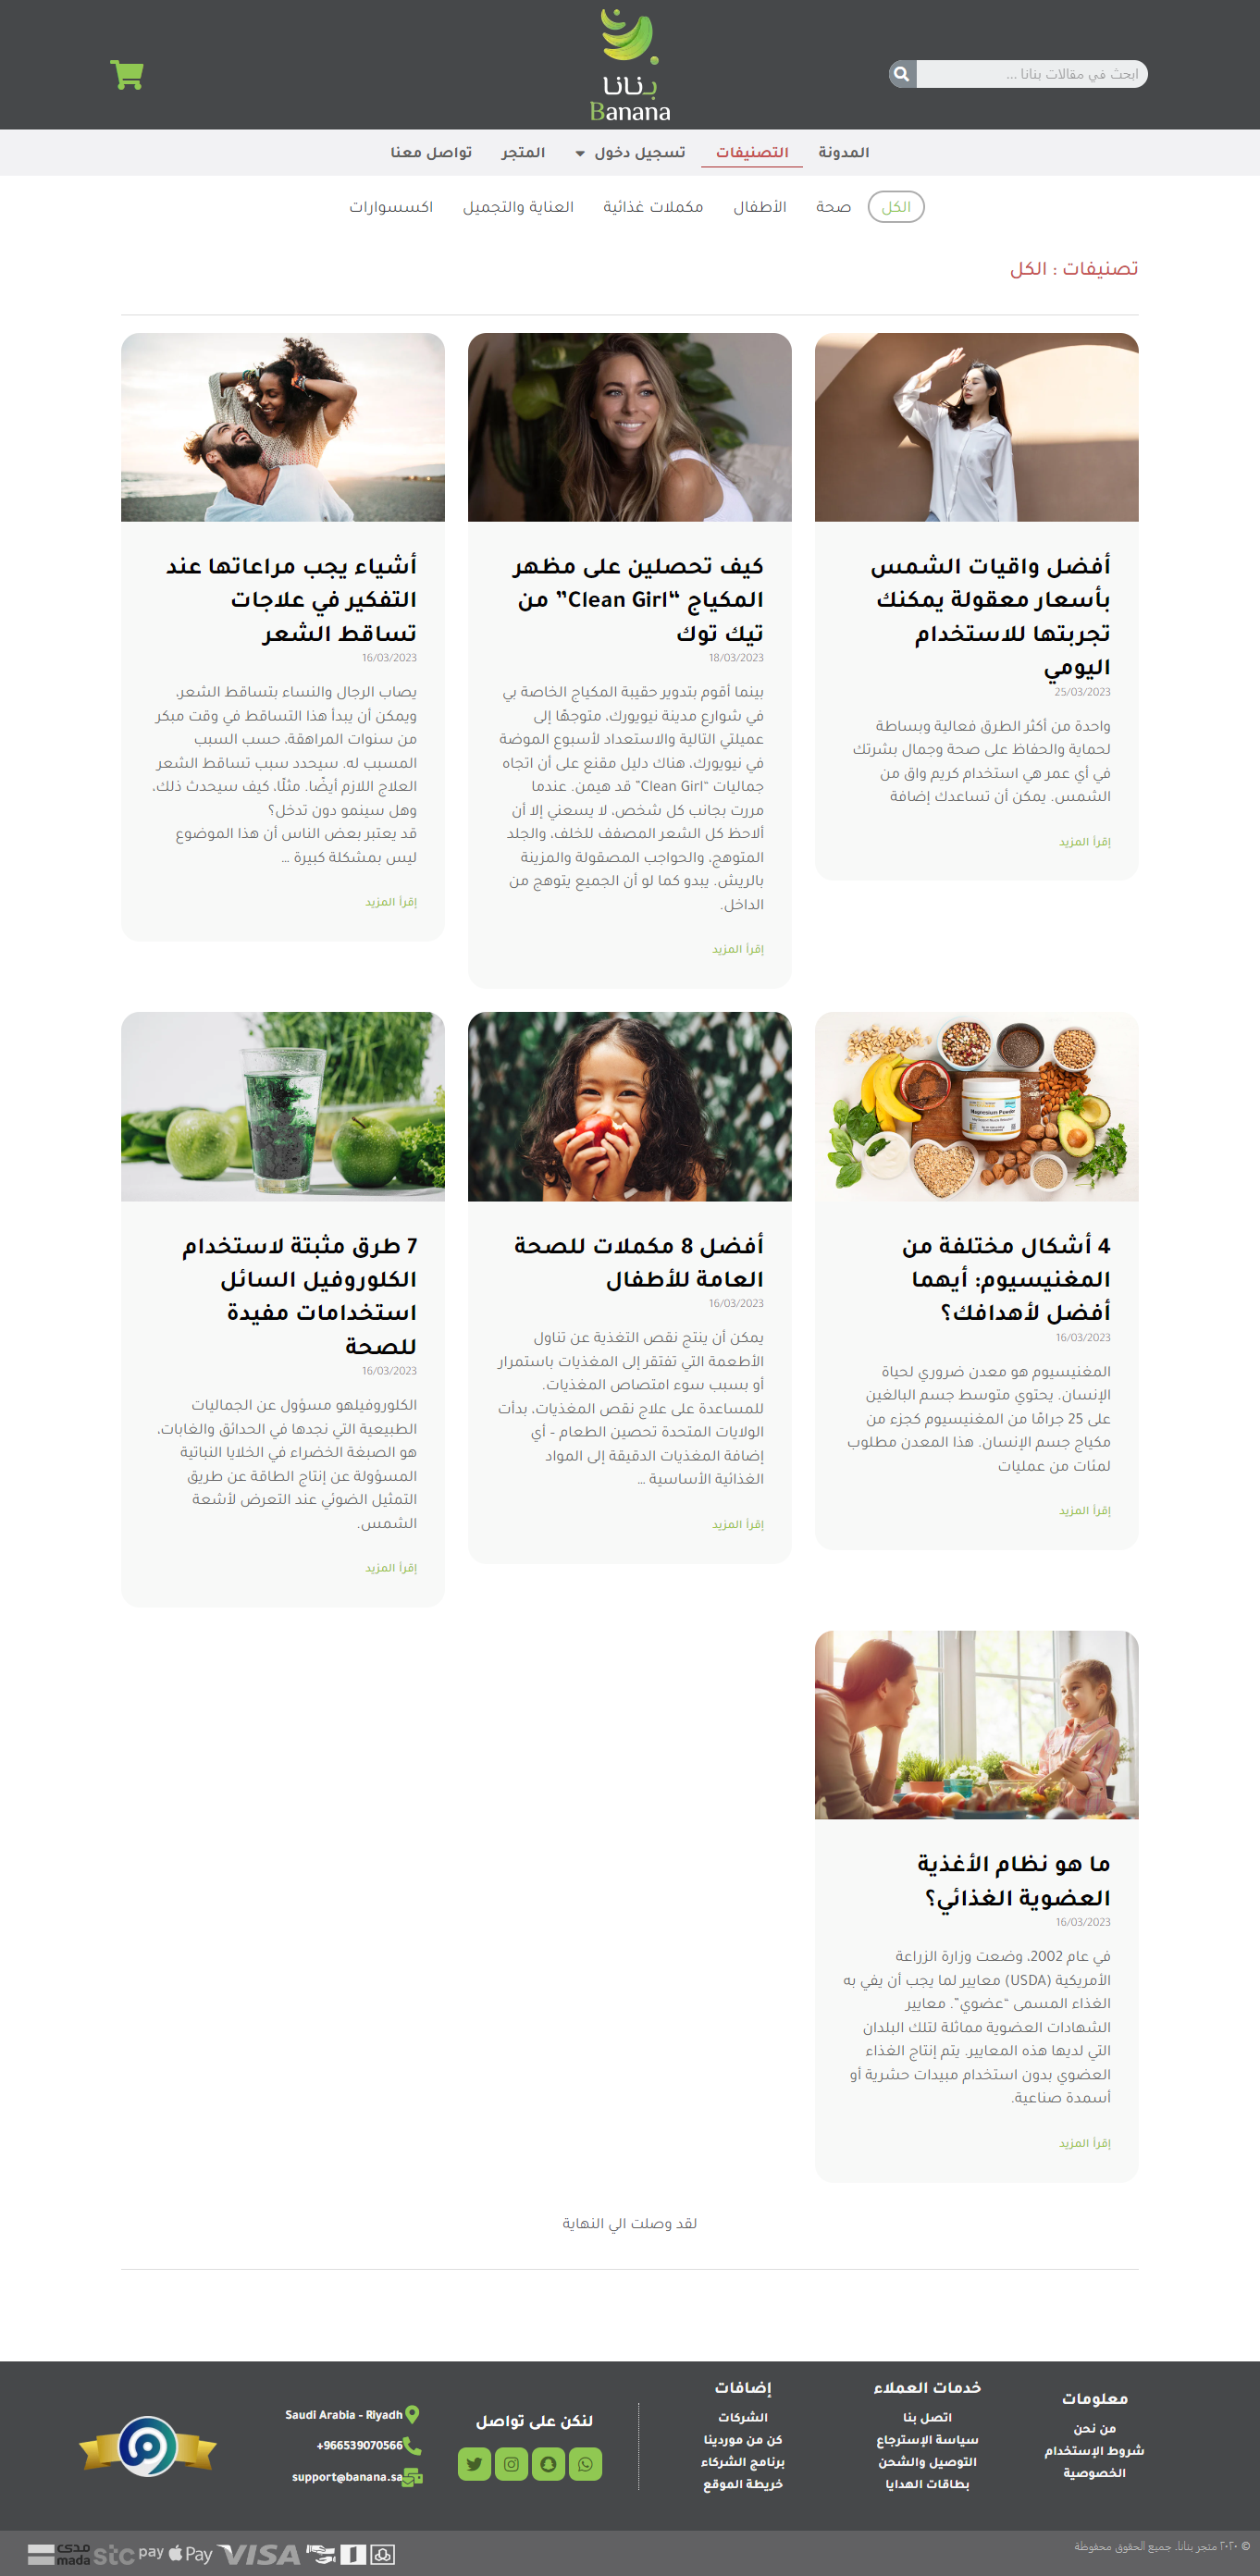 ابحث في مقالات بنانا ...
بنانا
Banana
المدونة
التصنيفات
تسجيل دخول
المتجر
تواصل معنا
الكل
صحة
الأطفال
مكملات غذائية
العناية والتجميل
اكسسوارات
تصنيفات : الكل
أفضل واقيات الشمس
بأسعار معقولة يمكنك
تجربتها للاستخدام
اليومي
25/03/2023
واحدة من أكثر الطرق فعالية وبساطة
لحماية والحفاظ على صحة وجمال بشرتك
في أي عمر هي استخدام كريم واق من
الشمس. يمكن أن تساعدك إضافة
إقرأ المزيد
كيف تحصلين على مظهر
المكياج “Clean Girl” من
تيك توك
18/03/2023
بينما أقوم بتدوير حقيبة المكياج الخاصة بي
في شوارع مدينة نيويورك، متوجهًا إلى
عميلتي التالية والاستعداد لأسبوع الموضة
في نيويورك، هناك دليل مقنع على أن اتجاه
جماليات “Clean Girl” قد هيمن. عندما
مررت بجانب كل شخص، لا يسعني إلا أن
ألاحظ كل الشعر المصفف للخلف، والجلد
المتوهج، والحواجب المصقولة والمزينة
بالريش. يبدو كما لو أن الجميع يتوهج من
الداخل.
إقرأ المزيد
أشياء يجب مراعاتها عند
التفكير في علاجات
تساقط الشعر
16/03/2023
يصاب الرجال والنساء بتساقط الشعر،
ويمكن أن يبدأ هذا التساقط في وقت مبكر
من سنوات المراهقة، حسب السبب
المسبب له. سيحدد سبب تساقط الشعر
العلاج اللازم أيضًا. مثلًا، كيف سيحدث ذلك،
وهل سينمو دون تدخل؟
قد يعتبر بعض الناس أن هذا الموضوع
ليس بمشكلة كبيرة ...
إقرأ المزيد
Magnesium Powder
4 أشكال مختلفة من
المغنيسيوم: أيهما
أفضل لأهدافك؟
16/03/2023
المغنيسيوم هو معدن ضروري لحياة
الإنسان. يحتوي متوسط جسم البالغين
على 25 جرامًا من المغنيسيوم كجزء من
مكياج جسم الإنسان. هذا المعدن مطلوب
لمئات من عمليات
إقرأ المزيد
أفضل 8 مكملات للصحة
العامة للأطفال
16/03/2023
يمكن أن ينتج نقص التغذية عن تناول
الأطعمة التي تفتقر إلى المغذيات باستمرار
أو بسبب سوء امتصاص المغذيات.
للمساعدة على علاج نقص المغذيات، بدأت
الولايات المتحدة تحصين الطعام - أي
إضافة المغذيات الدقيقة إلى المواد
الغذائية الأساسية ...
إقرأ المزيد
7 طرق مثبتة لاستخدام
الكلوروفيل السائل
استخدامات مفيدة
للصحة
16/03/2023
الكلوروفيلهو مسؤول عن الجماليات
الطبيعية التي نجدها في الحدائق والغابات،
هو الصبغة الخضراء في الخلايا النباتية
المسؤولة عن إنتاج الطاقة عن طريق
التمثيل الضوئي عند التعرض لأشعة
الشمس.
إقرأ المزيد
ما هو نظام الأغذية
العضوية الغذائي؟
16/03/2023
في عام 2002، وضعت وزارة الزراعة
الأمريكية (USDA) معايير لما يجب أن يفي به
الغذاء المسمى “عضوي”. معايير
الشهادات العضوية مماثلة لتلك البلدان
التي لديها هذه المعايير. يتم إنتاج الغذاء
العضوي بدون استخدام مبيدات حشرية أو
أسمدة صناعية.
إقرأ المزيد
لقد وصلت الي النهاية
معلومات
من نحن
شروط الإستخدام
الخصوصية
خدمات العملاء
اتصل بنا
سياسة الإسترجاع
التوصيل والشحن
بطاقات الهدايا
إضافات
الشركات
كن من موردينا
برنامج الشركاء
خريطة الموقع
لنكن على تواصل
Saudi Arabia - Riyadh
+966539070566
support@banana.sa
© ٢٠٢٠ متجر بنانا. جميع الحقوق محفوظة
مدى
mada
stc pay
Pay
VISA